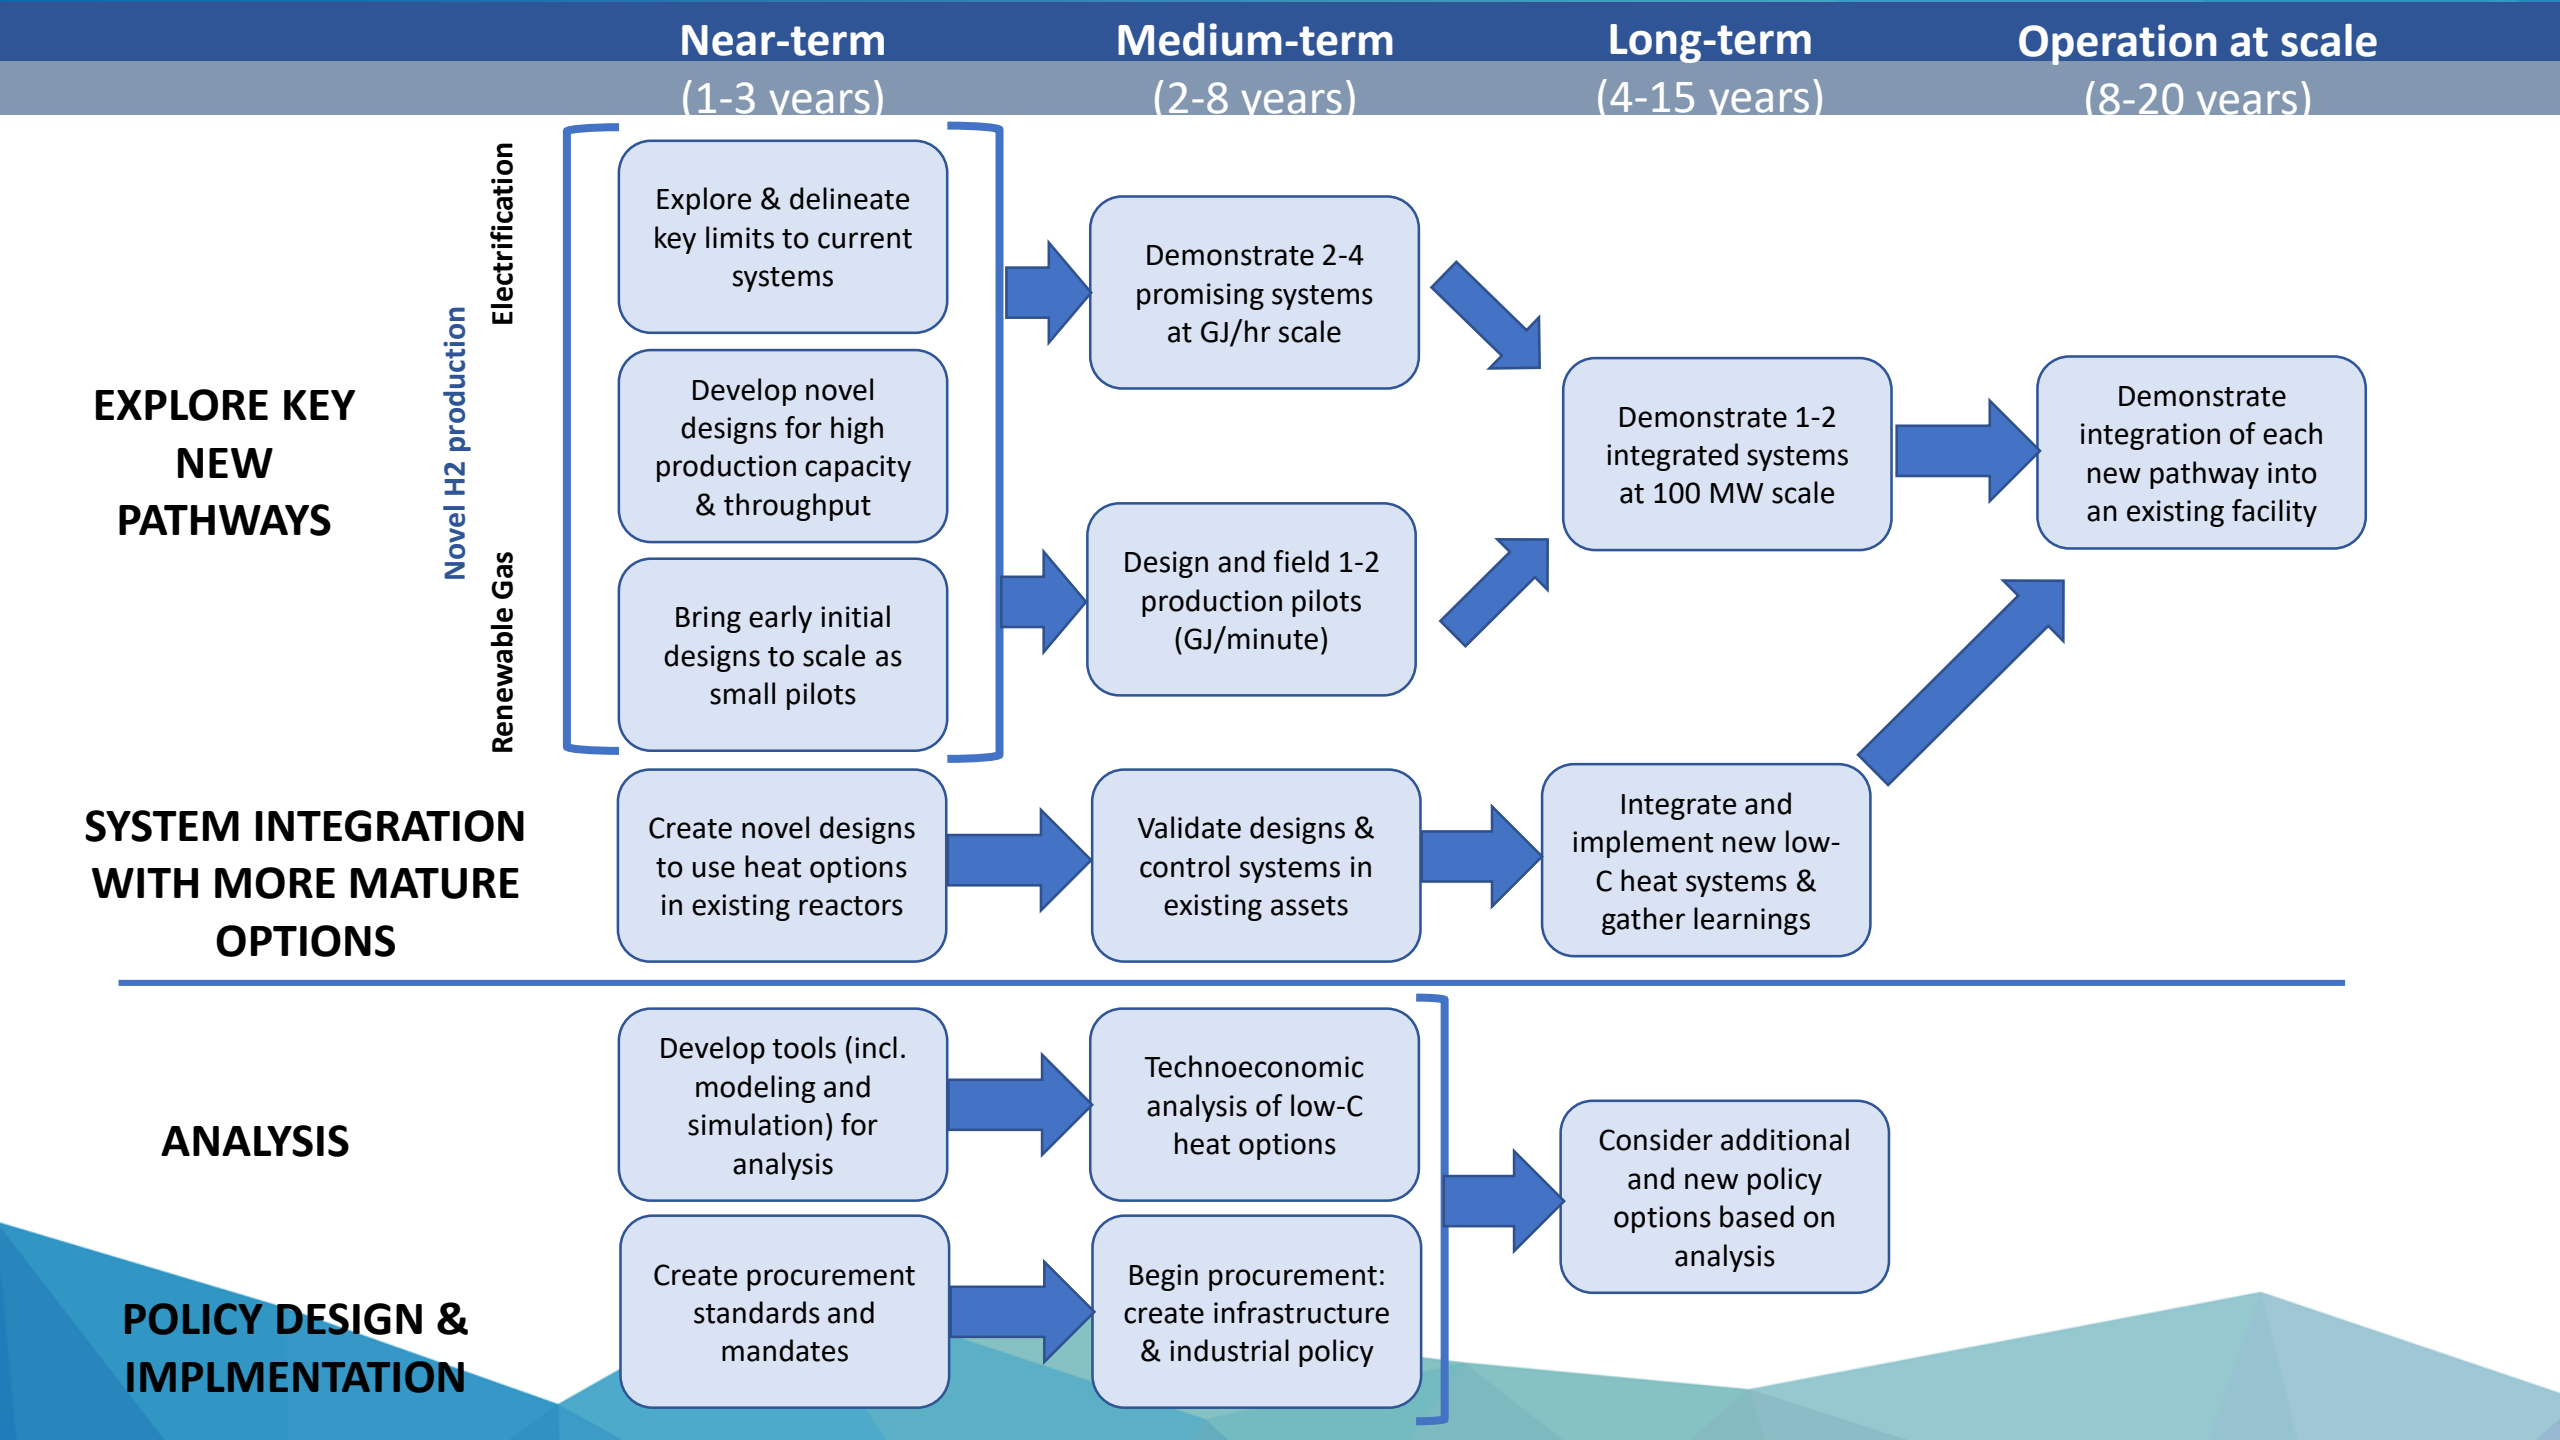 Near-term
(1-3 years)
Medium-term
(2-8 years)
Long-term
(4-15 years)
Operation at scale
(8-20 years)
EXPLORE KEY
NEW
PATHWAYS
Novel H2 production
Electrification
Renewable Gas
Explore & delineate
key limits to current
systems
Develop novel
designs for high
production capacity
& throughput
Bring early initial
designs to scale as
small pilots
Demonstrate 2-4
promising systems
at GJ/hr scale
Design and field 1-2
production pilots
(GJ/minute)
Demonstrate 1-2
integrated systems
at 100 MW scale
Demonstrate
integration of each
new pathway into
an existing facility
SYSTEM INTEGRATION
WITH MORE MATURE
OPTIONS
Create novel designs
to use heat options
in existing reactors
Validate designs &
control systems in
existing assets
Integrate and
implement new low-
C heat systems &
gather learnings
ANALYSIS
Develop tools (incl.
modeling and
simulation) for
analysis
Technoeconomic
analysis of low-C
heat options
Consider additional
and new policy
options based on
analysis
POLICY DESIGN &
IMPLMENTATION
Create procurement
standards and
mandates
Begin procurement:
create infrastructure
& industrial policy